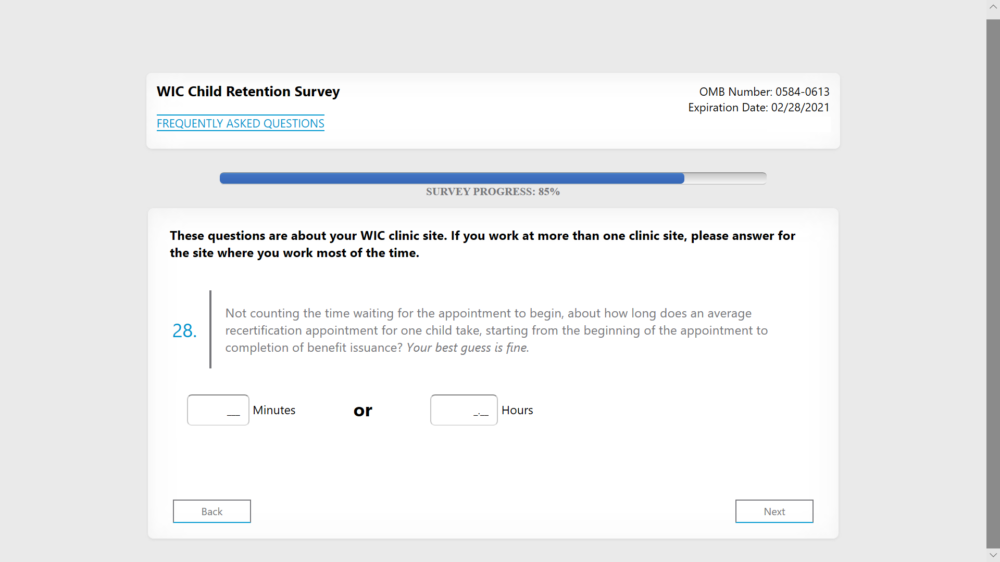 WIC Child Retention Survey
OMB Number: 0584-0613
Expiration Date: 02/28/2021
FREQUENTLY ASKED QUESTIONS
SURVEY PROGRESS: 85%
These questions are about your WIC clinic site. If you work at more than one clinic site, please answer for
the site where you work most of the time.
28.
Not counting the time waiting for the appointment to begin, about how long does an average
recertification appointment for one child take, starting from the beginning of the appointment to
completion of benefit issuance? Your best guess is fine.
___ Minutes or _.__ Hours
Back Next